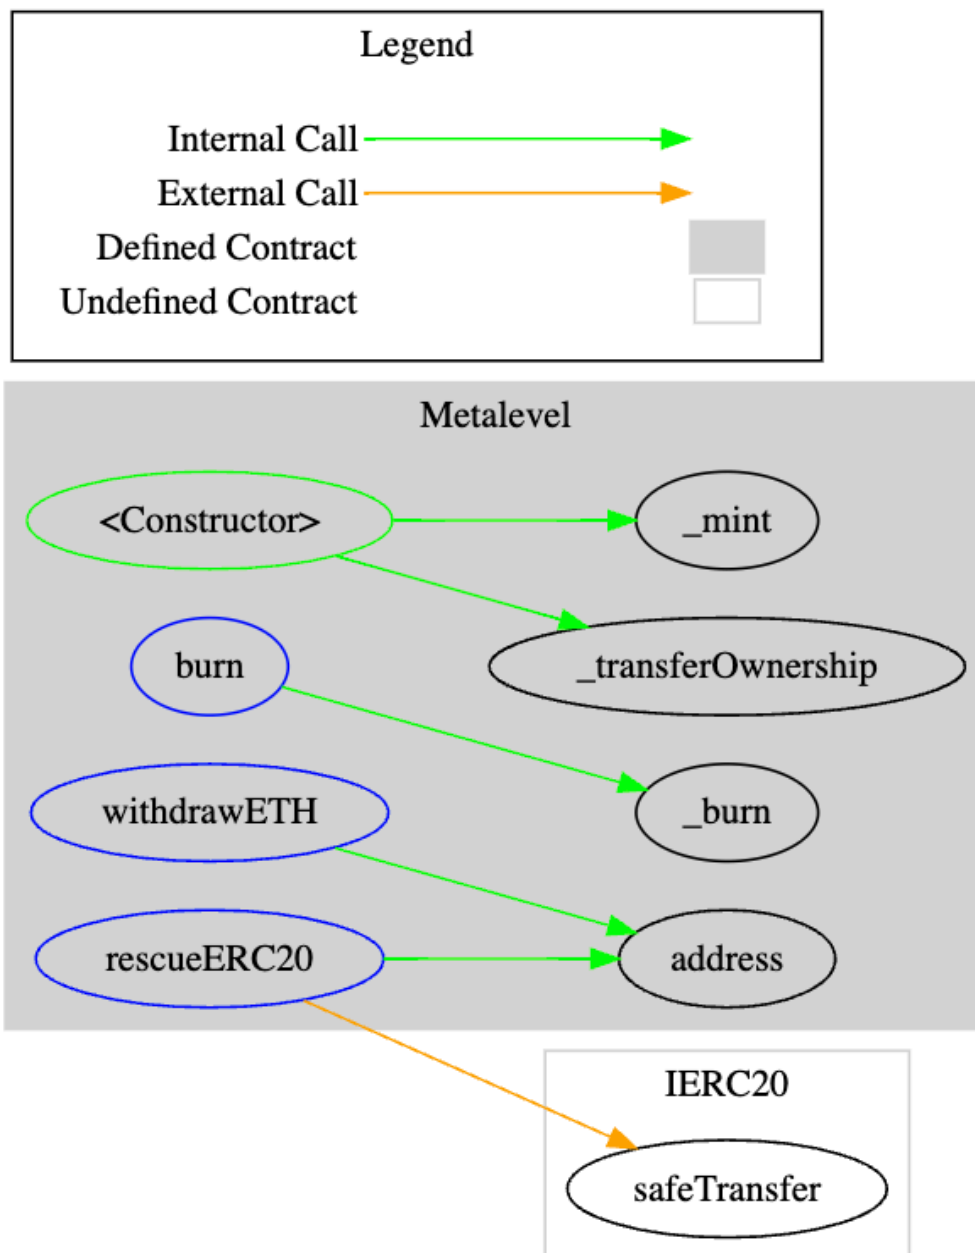 Legend
Internal Call
External Call
Defined Contract
Undefined Contract
Metalevel
<Constructor>
_mint
burn
_transferOwnership
withdrawETH
_burn
rescueERC20
address
IERC20
safeTransfer